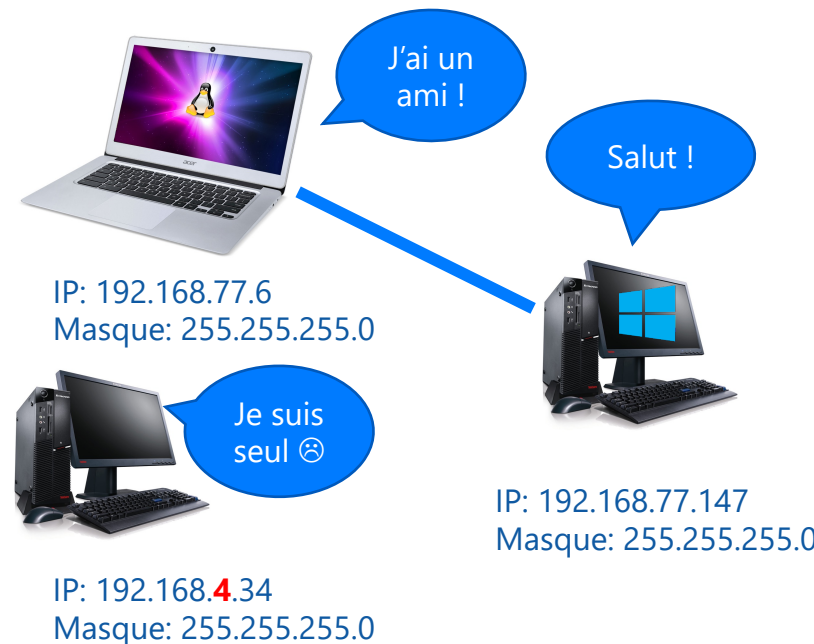 J’ai un
ami !
Salut !
IP: 192.168.77.6
Masque: 255.255.255.0
Je suis
seul ☹
IP: 192.168.77.147
Masque: 255.255.255.0
IP: 192.168.4.34
Masque: 255.255.255.0
acer